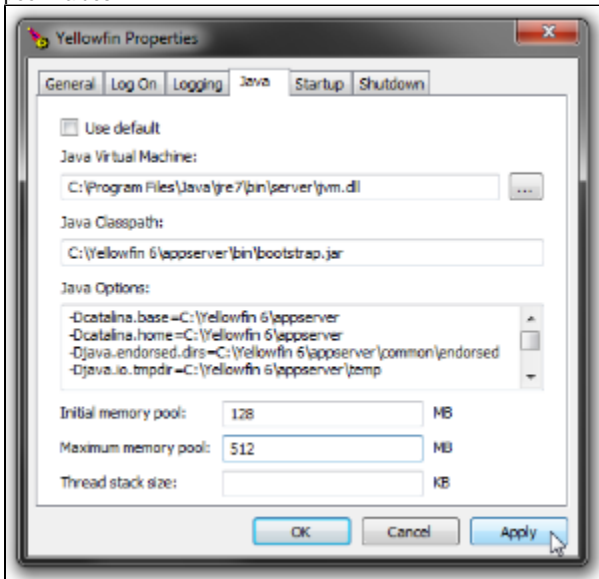 Yellowfin Properties
General Log On Logging Java Startup Shutdown
Use default
Java Virtual Machine:
C:\Program Files\Java\jre7\bin\server\jvm.dll ...
Java Classpath:
C:\Yellowfin 6\appserver\bin\bootstrap.jar
Java Options:
-Dcatalina.base=C:\Yellowfin 6\appserver
-Dcatalina.home=C:\Yellowfin 6\appserver
-Djava.endorsed.dirs=C:\Yellowfin 6\appserver\common\endorsed
-Djava.io.tmpdir=C:\Yellowfin 6\appserver\temp
Initial memory pool: 128 MB
Maximum memory pool: 512 MB
Thread stack size: KB
OK Cancel Apply